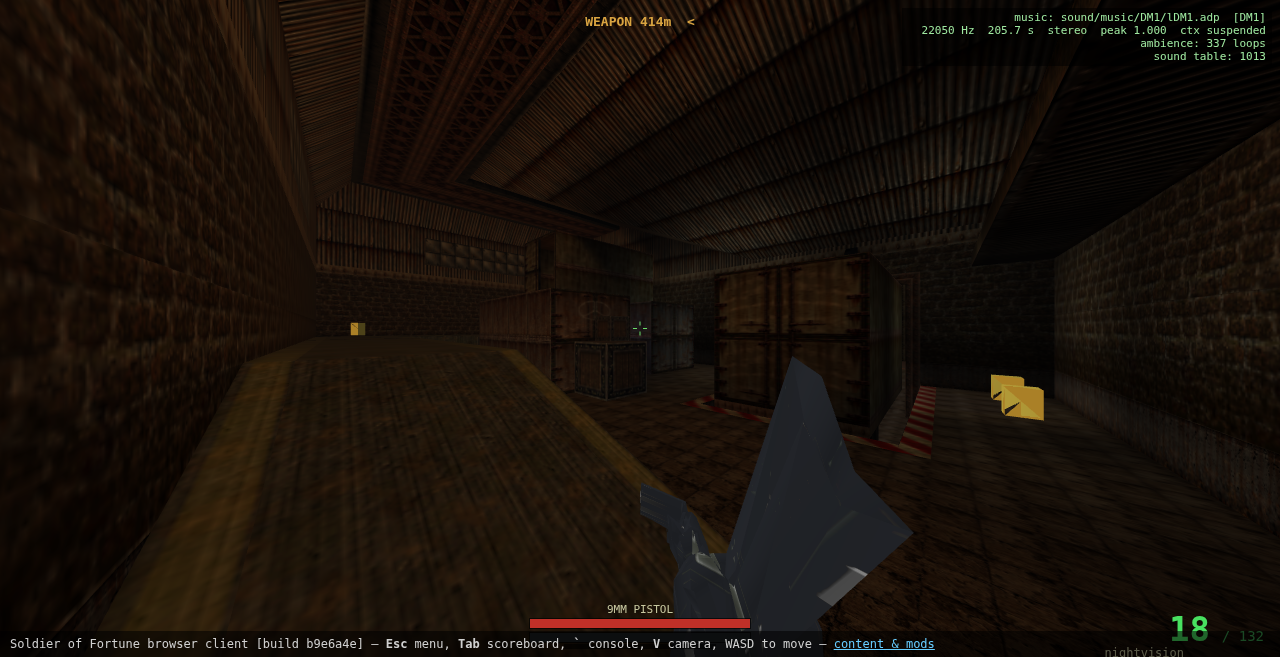 WEAPON 414m <
music: sound/music/DM1/lDM1.adp [DM1]
22050 Hz 205.7 s stereo peak 1.000 ctx suspended
ambience: 337 loops
sound table: 1013
9MM PISTOL
18 / 132
Soldier of Fortune browser client [build b9e6a4e] — Esc menu, Tab scoreboard, ` console, V camera, WASD to move — content & mods
nightvision